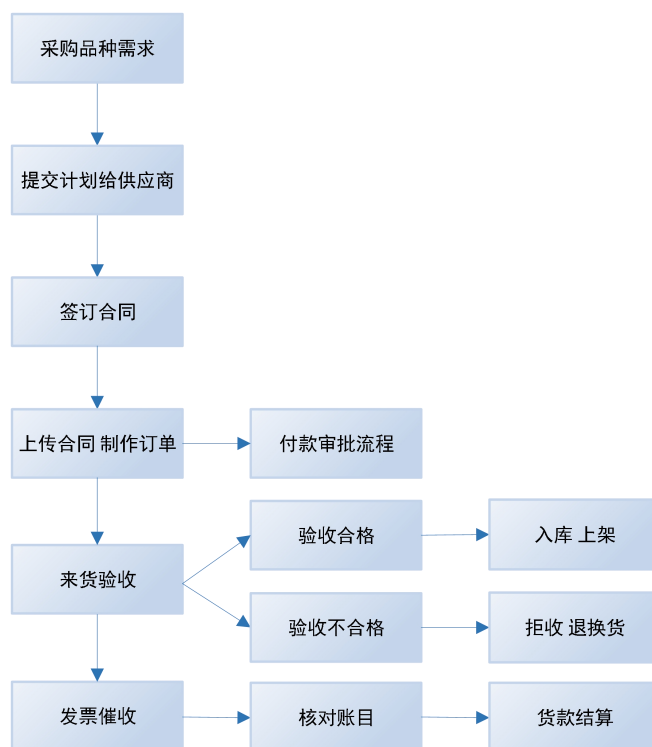 采购品种需求
提交计划给供应商
签订合同
上传合同 制作订单
付款审批流程
验收合格
入库 上架
来货验收
验收不合格
拒收 退换货
发票催收
核对账目
货款结算